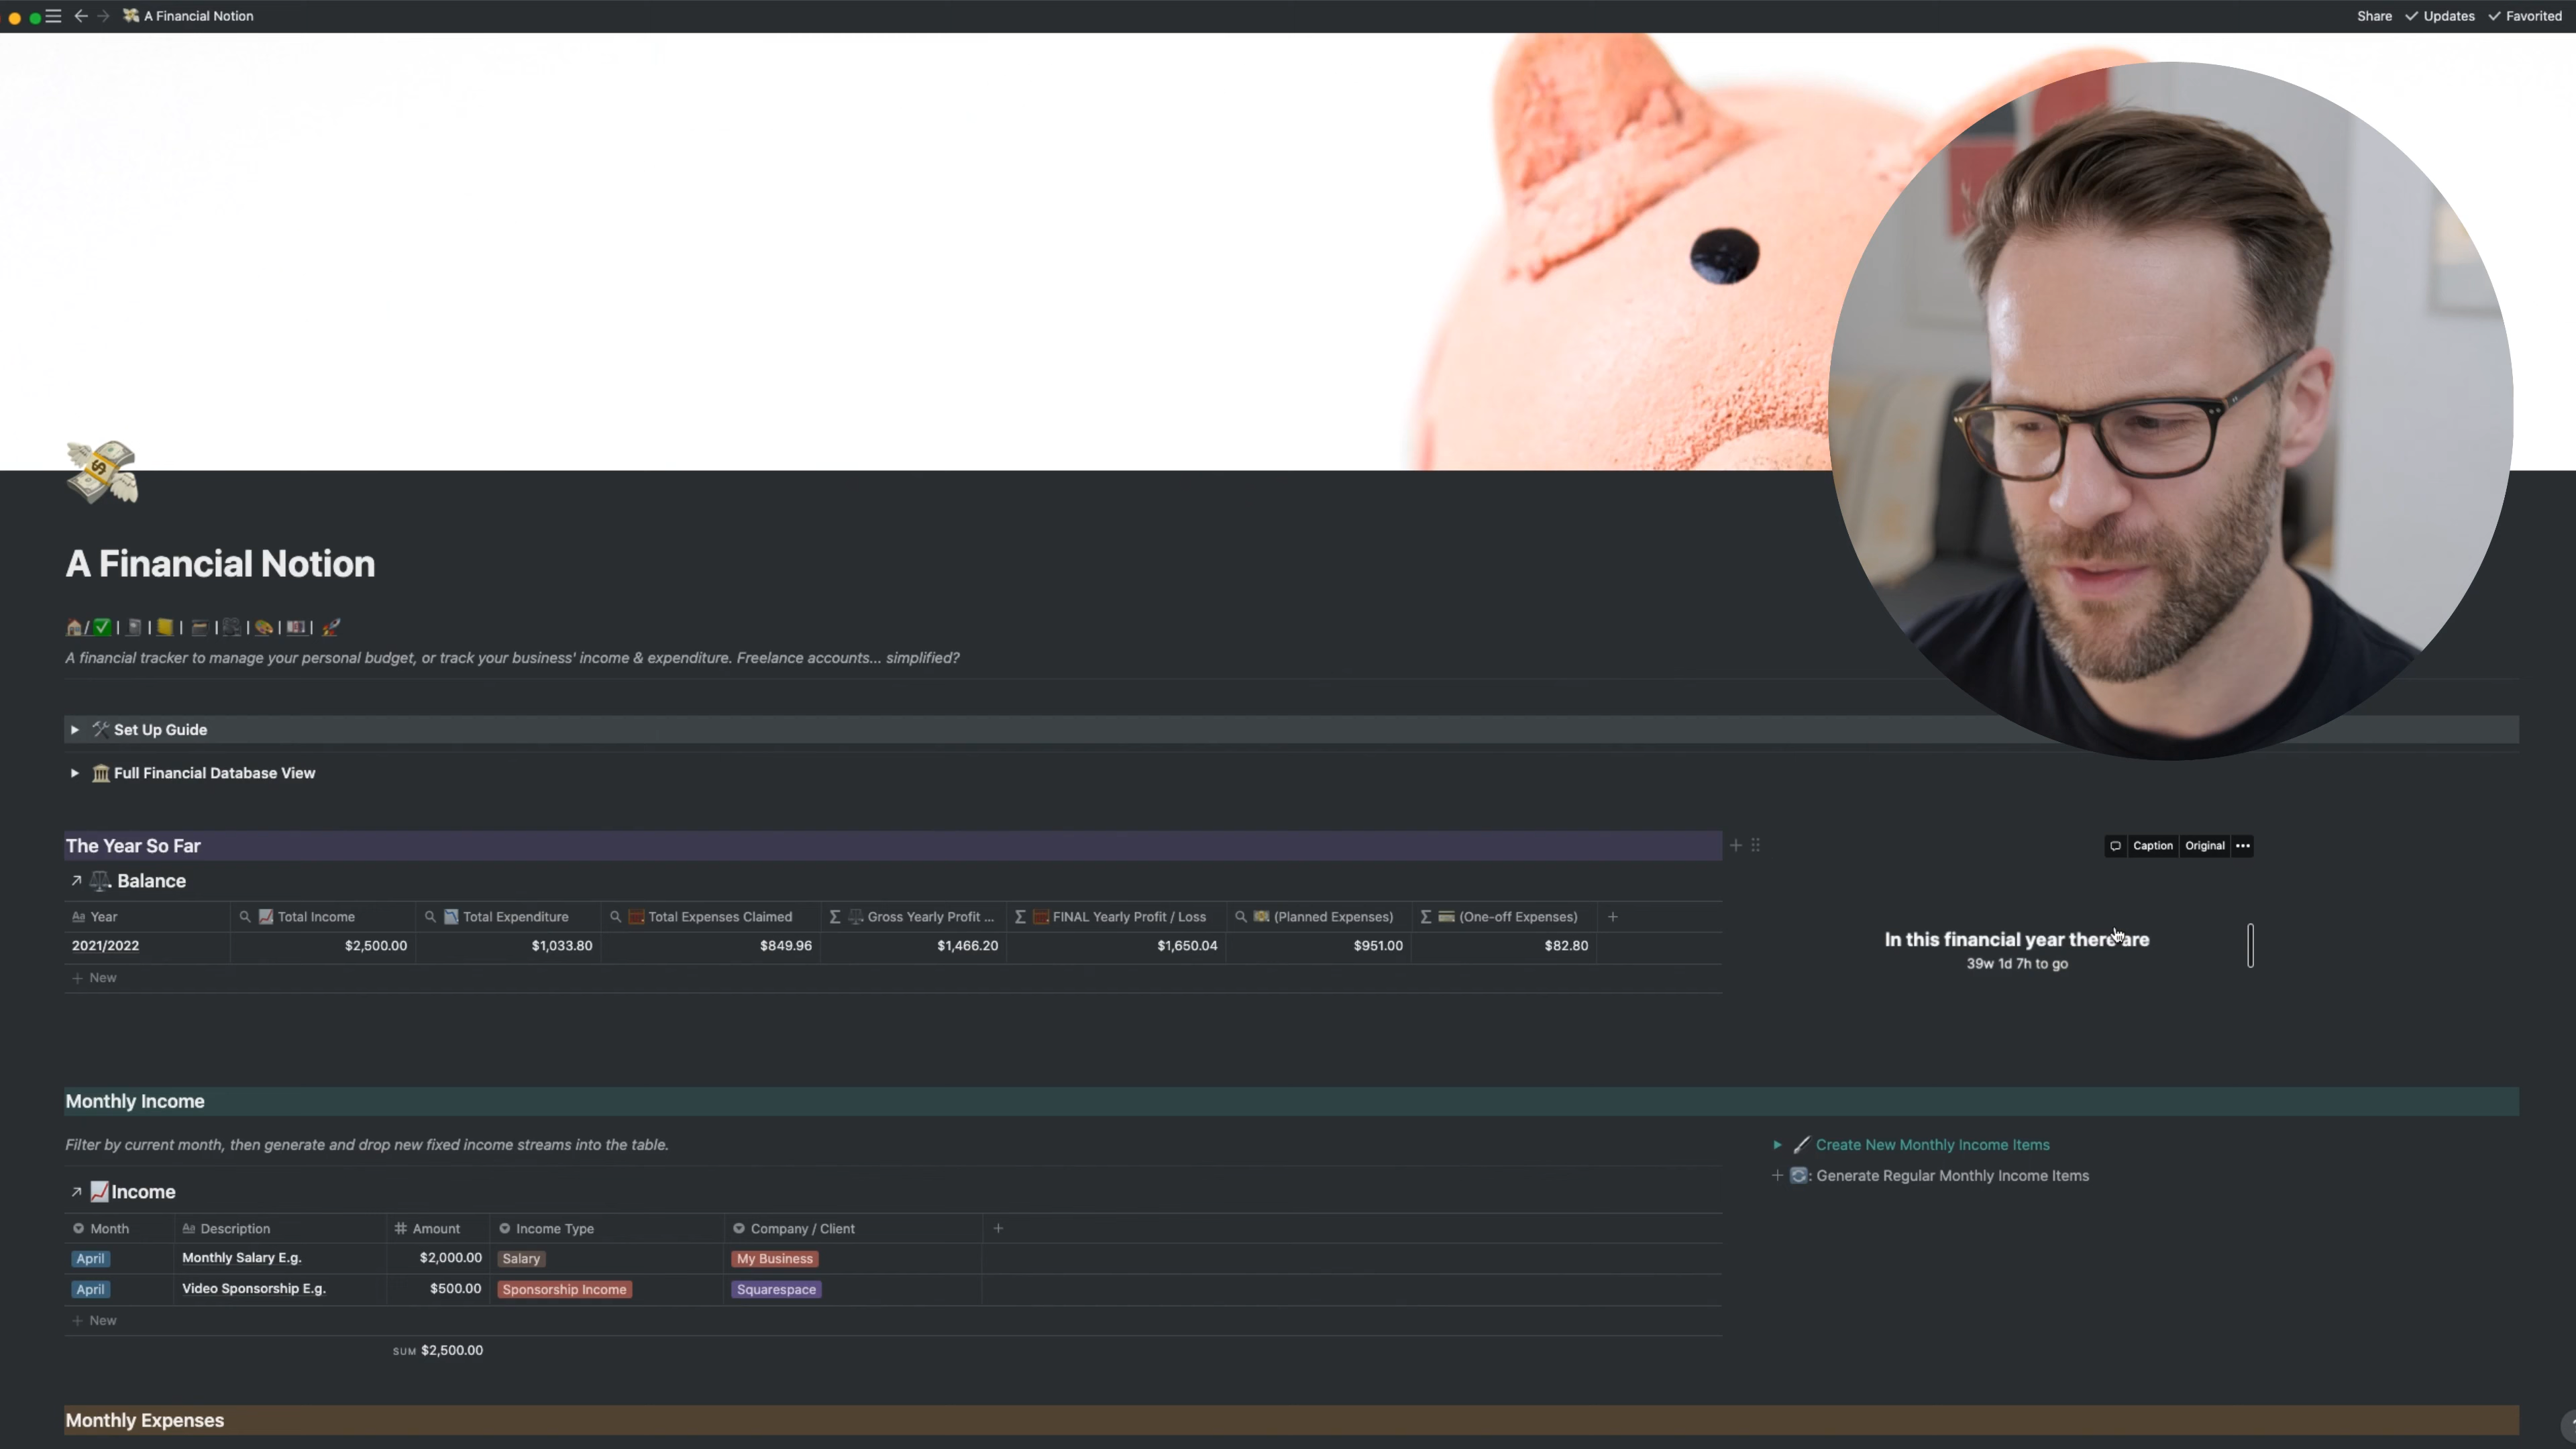 A Financial Notion
Share Updates Favorited
A Financial Notion
/ | | | | | | |
A financial tracker to manage your personal budget, or track your business' income & expenditure. Freelance accounts... simplified?
Set Up Guide
Full Financial Database View
The Year So Far
Caption Original
Balance
Year Total Income Total Expenditure Total Expenses Claimed Gross Yearly Profit ... FINAL Yearly Profit / Loss (Planned Expenses) (One-off Expenses)
2021/2022 $2,500.00 $1,033.80 $849.96 $1,466.20 $1,650.04 $951.00 $82.80
In this financial year there are
39w 1d 7h to go
New
Monthly Income
Filter by current month, then generate and drop new fixed income streams into the table.
Create New Monthly Income Items
: Generate Regular Monthly Income Items
Income
Month Description Amount Income Type Company / Client
April Monthly Salary E.g. $2,000.00 Salary My Business
April Video Sponsorship E.g. $500.00 Sponsorship Income Squarespace
New
SUM $2,500.00
Monthly Expenses